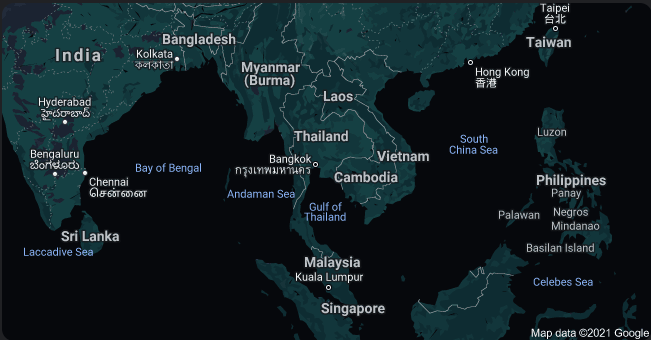 Taipei
台北
Taiwan
India
Bangladesh
Kolkata
কলকাতা
Myanmar
(Burma)
Hong Kong
香港
Laos
Hyderabad
హైదరాబాద్
Thailand
Luzon
South
China Sea
Bengaluru
ಬೆಂಗಳೂರು
Bangkok
กรุงเทพมหานคร
Vietnam
Bay of Bengal
Cambodia
Philippines
Chennai
சென்னை
Andaman Sea
Panay
Gulf of
Thailand
Palawan
Negros
Mindanao
Sri Lanka
Laccadive Sea
Basilan Island
Malaysia
Kuala Lumpur
Celebes Sea
Singapore
Map data ©2021 Google